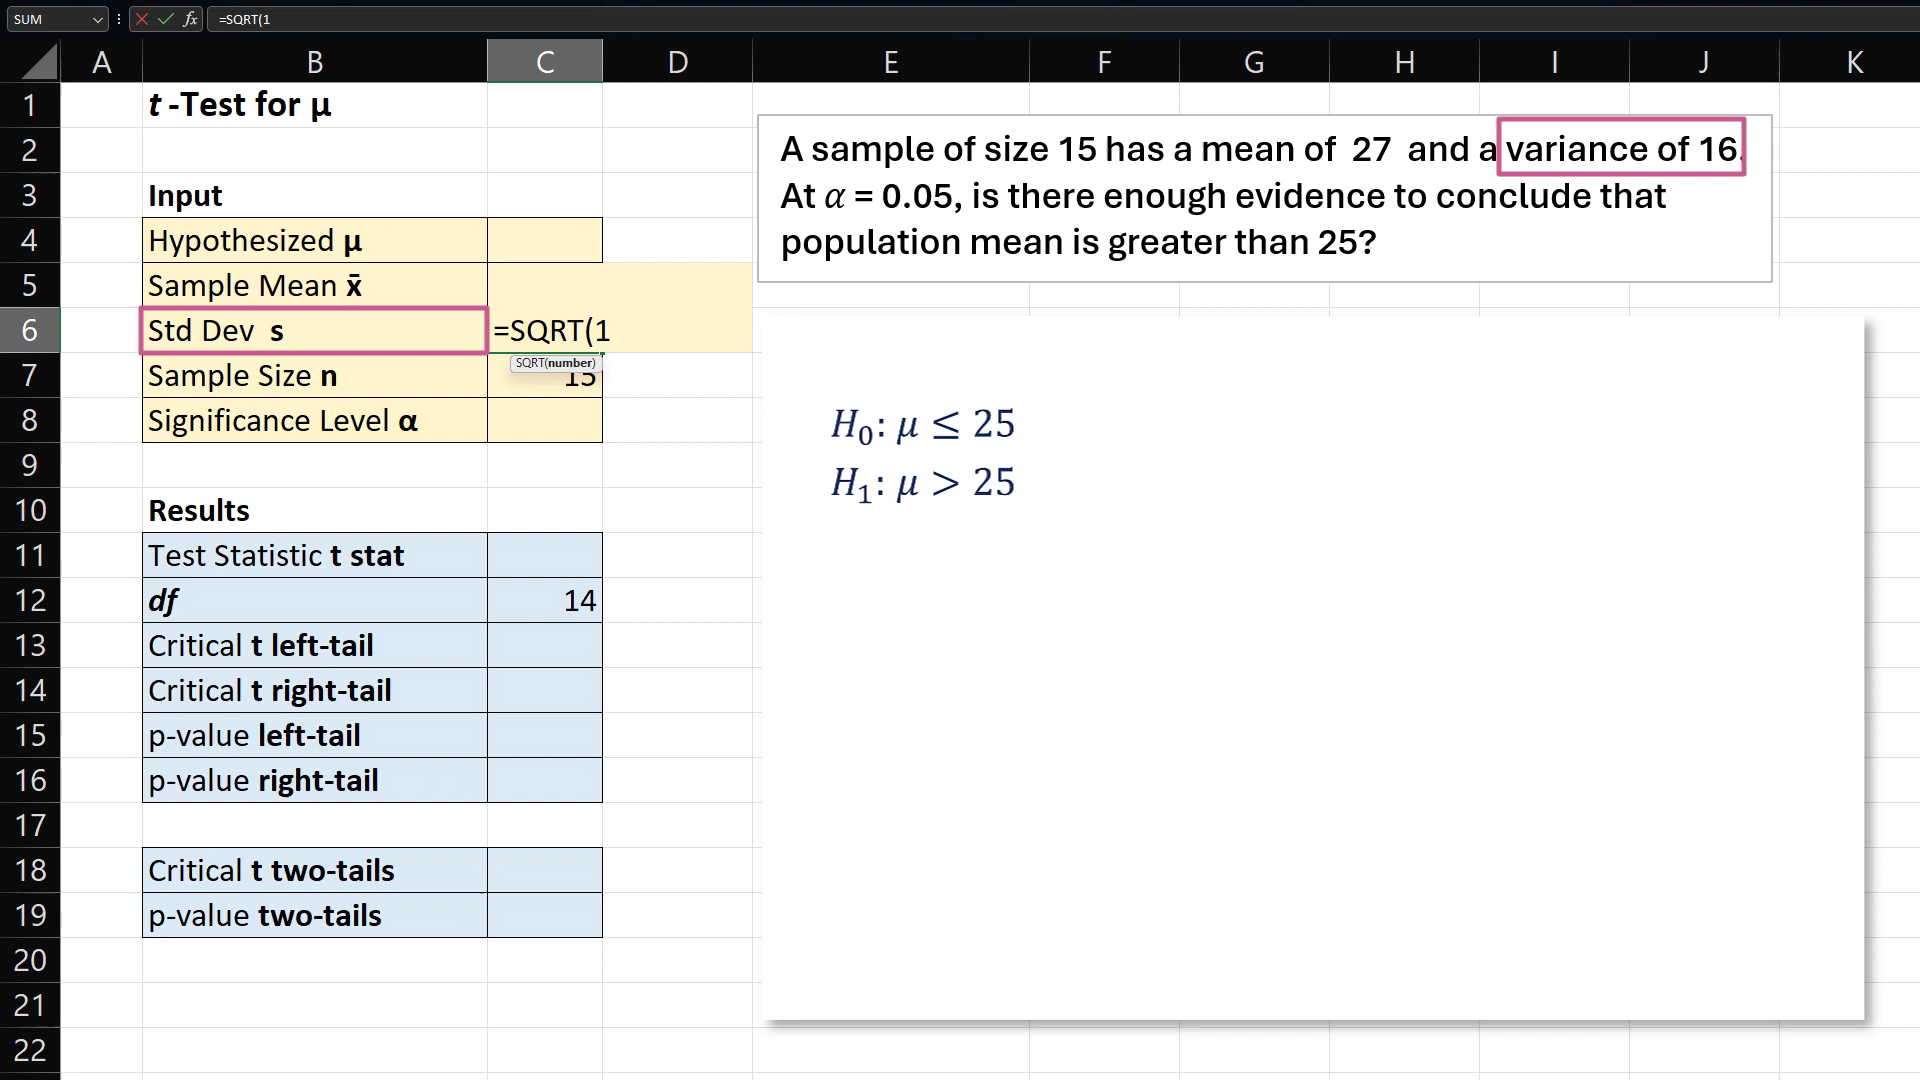 SUM fx =SQRT(1
A B C D E F G H I J K
1 t -Test for μ
2
3 Input
4 Hypothesized μ
5 Sample Mean x̄
6 Std Dev s =SQRT(1
SQRT(number)
7 Sample Size n 15
8 Significance Level α
9
10 Results
11 Test Statistic t stat
12 df 14
13 Critical t left-tail
14 Critical t right-tail
15 p-value left-tail
16 p-value right-tail
17
18 Critical t two-tails
19 p-value two-tails
20
21
22
A sample of size 15 has a mean of 27 and a variance of 16.
At α = 0.05, is there enough evidence to conclude that
population mean is greater than 25?
H₀: μ ≤ 25
H₁: μ > 25